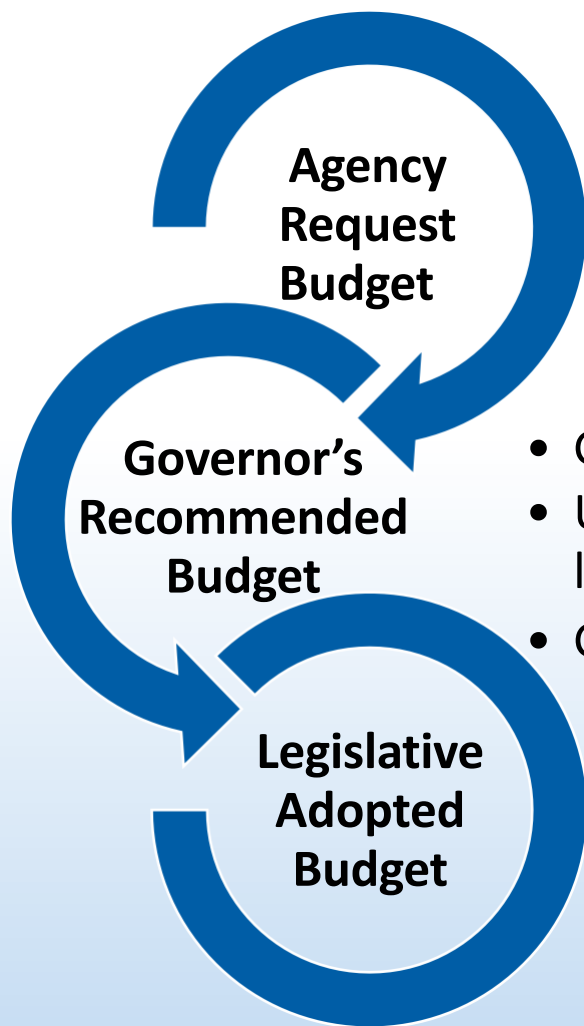 Agency
Request
Budget
Governor’s
Recommended
Budget
Legislative
Adopted
Budget